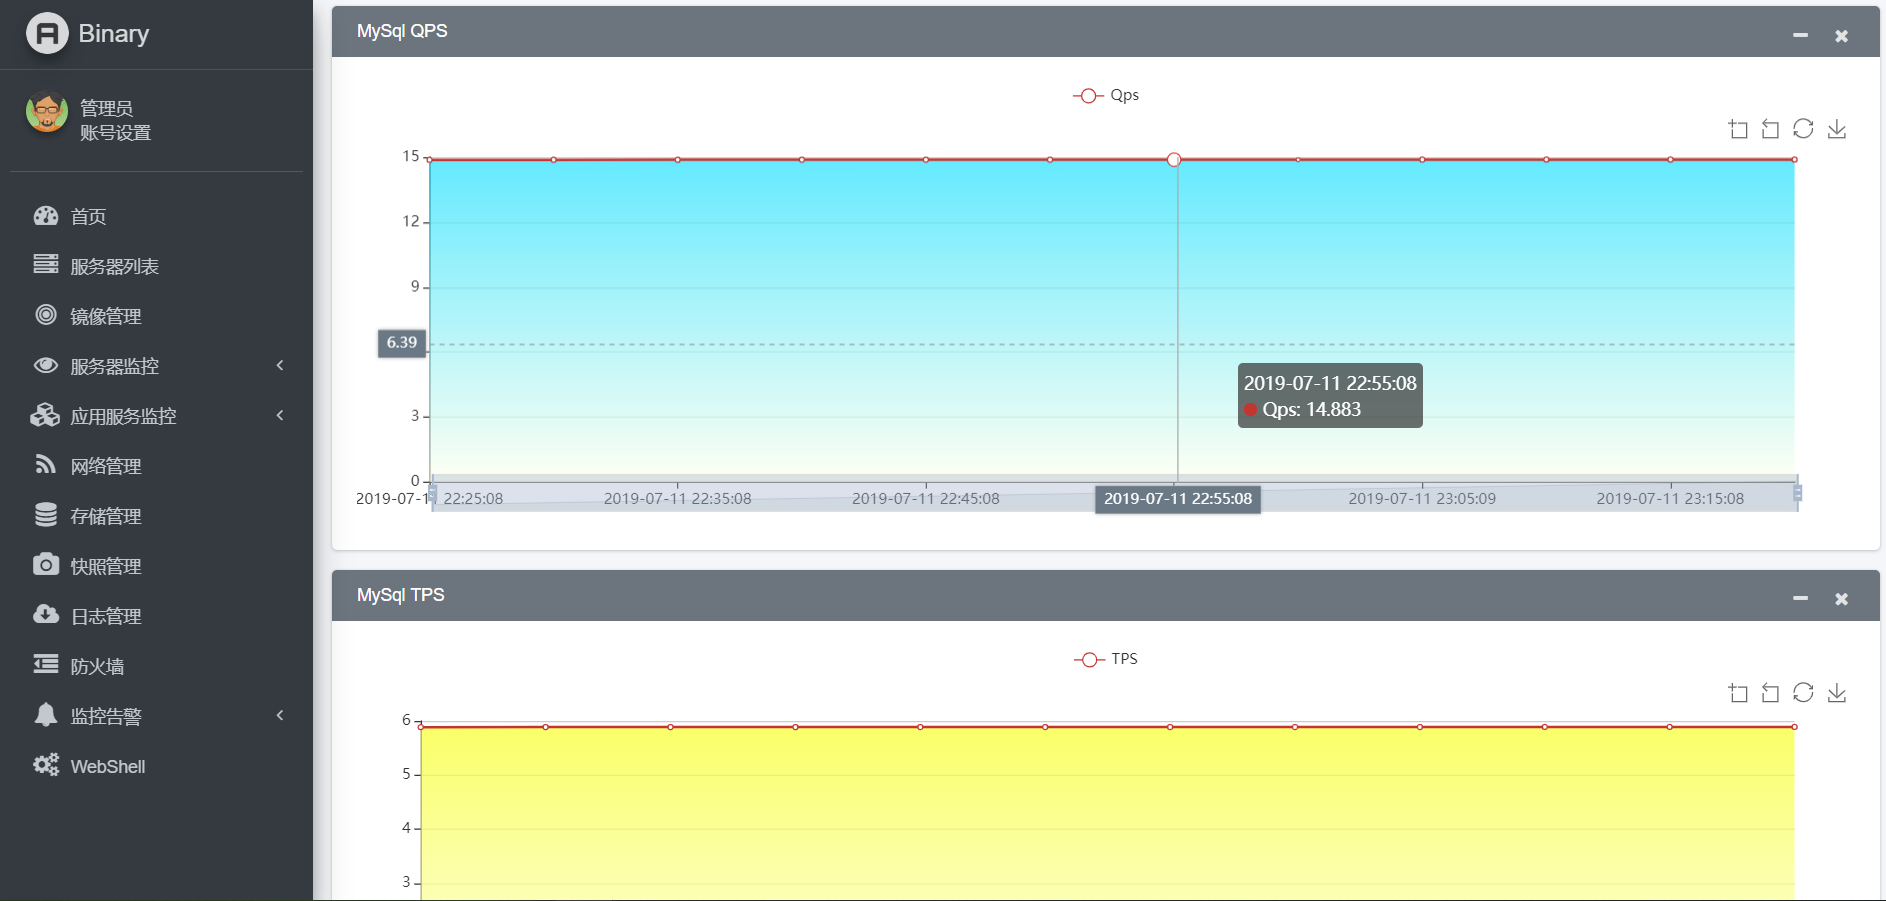 Binary
管理员
账号设置
首页
服务器列表
镜像管理
服务器监控
应用服务监控
网络管理
存储管理
快照管理
日志管理
防火墙
监控告警
WebShell
MySql QPS
Qps
15
12
9
6.39
3
0
2019-07-11 22:55:08
Qps: 14.883
2019-07-11 22:25:08
2019-07-11 22:35:08
2019-07-11 22:45:08
2019-07-11 22:55:08
2019-07-11 23:05:09
2019-07-11 23:15:08
MySql TPS
TPS
6
5
4
3